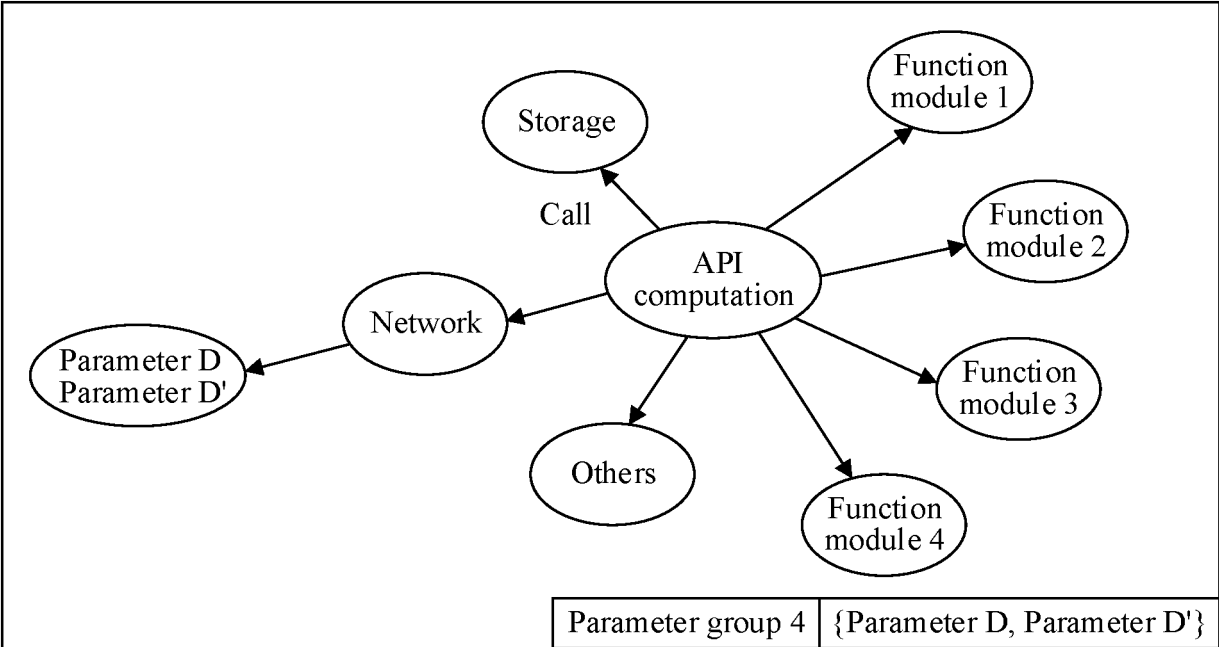 Function
module 1
Storage
Call
Function
module 2
API
computation
Network
Parameter D
Parameter D'
Function
module 3
Others
Function
module 4
Parameter group 4
{Parameter D, Parameter D'}